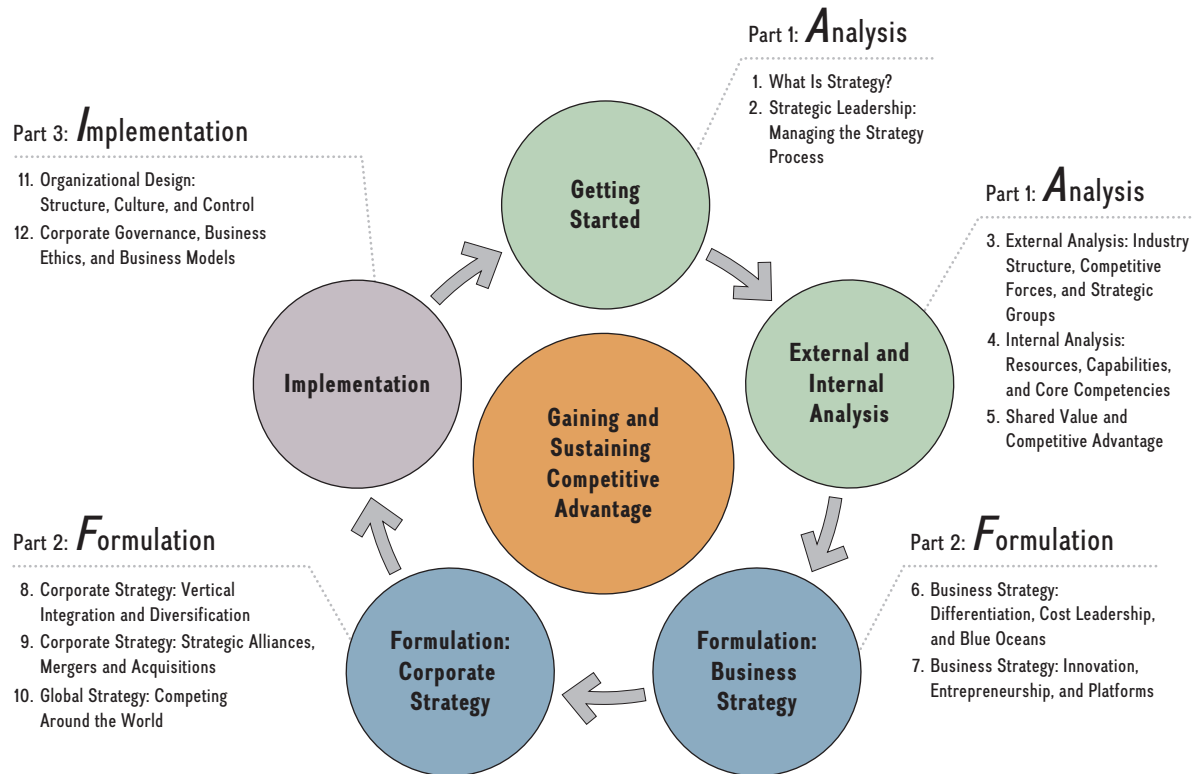 Part 1: Analysis
1. What Is Strategy?
2. Strategic Leadership:
Managing the Strategy
Process
Getting
Started
Part 1: Analysis
3. External Analysis: Industry
Structure, Competitive
Forces, and Strategic
Groups
4. Internal Analysis:
Resources, Capabilities,
and Core Competencies
5. Shared Value and
Competitive Advantage
External and
Internal
Analysis
Part 2: Formulation
6. Business Strategy:
Differentiation, Cost Leadership,
and Blue Oceans
7. Business Strategy: Innovation,
Entrepreneurship, and Platforms
Formulation:
Business
Strategy
Part 2: Formulation
8. Corporate Strategy: Vertical
Integration and Diversification
9. Corporate Strategy: Strategic Alliances,
Mergers and Acquisitions
10. Global Strategy: Competing
Around the World
Formulation:
Corporate
Strategy
Part 3: Implementation
11. Organizational Design:
Structure, Culture, and Control
12. Corporate Governance, Business
Ethics, and Business Models
Implementation
Gaining and
Sustaining
Competitive
Advantage